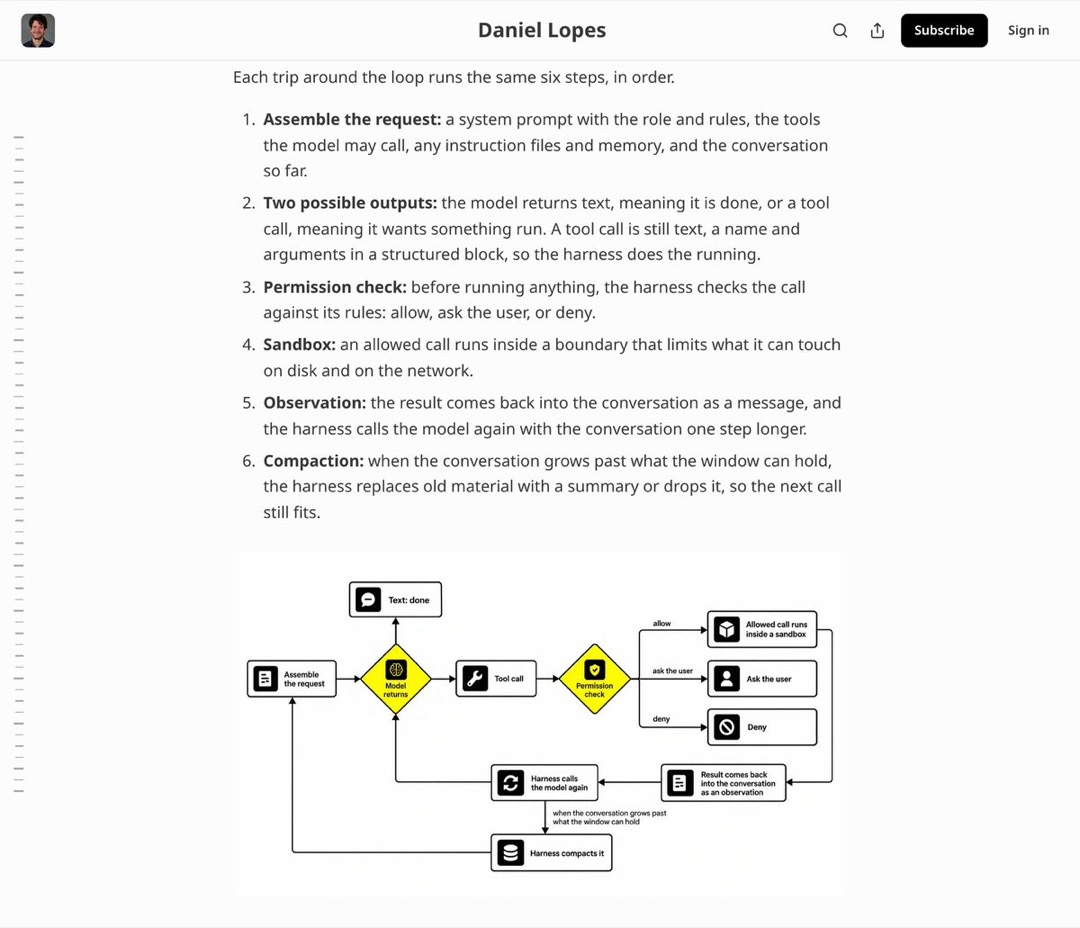 Daniel Lopes
Subscribe
Sign in
Each trip around the loop runs the same six steps, in order.
1. Assemble the request: a system prompt with the role and rules, the tools
the model may call, any instruction files and memory, and the conversation
so far.
2. Two possible outputs: the model returns text, meaning it is done, or a tool
call, meaning it wants something run. A tool call is still text, a name and
arguments in a structured block, so the harness does the running.
3. Permission check: before running anything, the harness checks the call
against its rules: allow, ask the user, or deny.
4. Sandbox: an allowed call runs inside a boundary that limits what it can touch
on disk and on the network.
5. Observation: the result comes back into the conversation as a message, and
the harness calls the model again with the conversation one step longer.
6. Compaction: when the conversation grows past what the window can hold,
the harness replaces old material with a summary or drops it, so the next call
still fits.
Text: done
Assemble
the request
Model
returns
Tool call
Permission
check
allow
Allowed call runs
inside a sandbox
ask the user
Ask the user
deny
Deny
Result comes back
into the conversation
as an observation
Harness calls
the model again
when the conversation grows past
what the window can hold
Harness compacts it